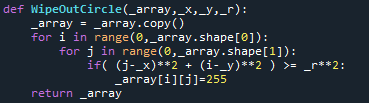 def WipeOutCircle(_array,_x,_y,_r):
    _array = _array.copy()
    for i in range(0,_array.shape[0]):
        for j in range(0,_array.shape[1]):
            if( (j-_x)**2 + (i-_y)**2 ) >= _r**2:
                _array[i][j]=255
    return _array